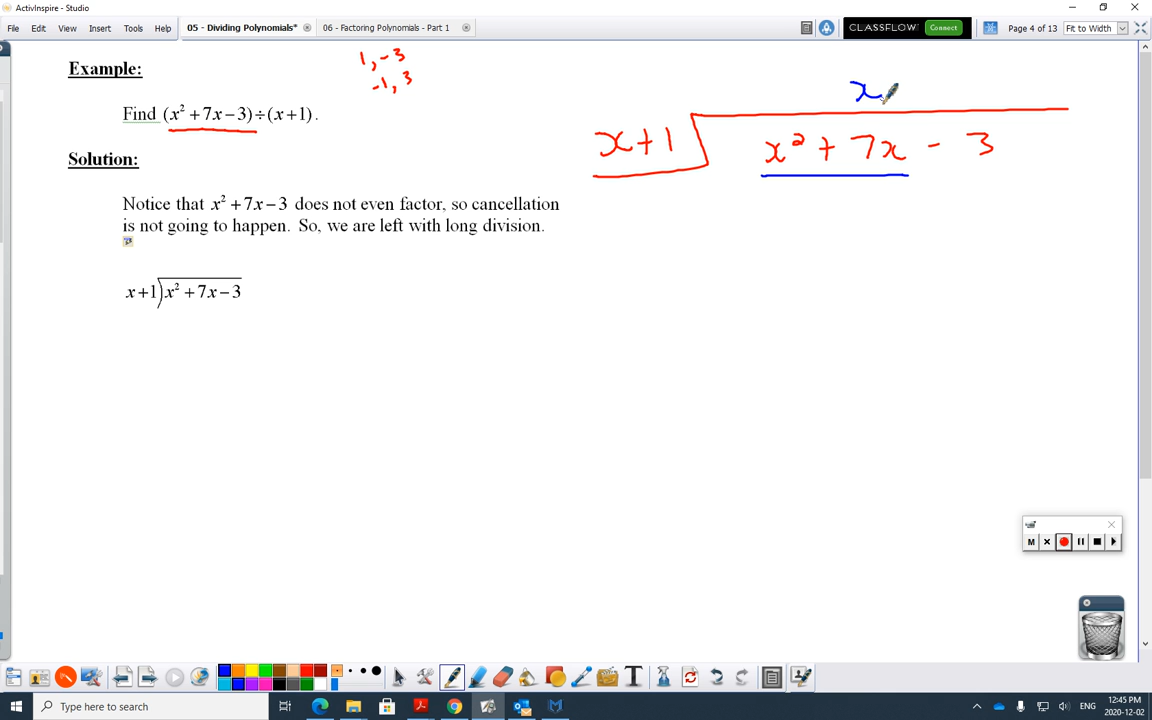 ActivInspire - Studio
File Edit View Insert Tools Help 05 - Dividing Polynomials* 06 - Factoring Polynomials - Part 1 CLASSFLOW Connect Page 4 of 13 Fit to Width
Example:
1, -3
-1, 3
Find (x² + 7x − 3) ÷ (x + 1).
x
x + 1 x² + 7x - 3
Solution:
Notice that x² + 7x − 3 does not even factor, so cancellation
is not going to happen. So, we are left with long division.
x + 1)x² + 7x − 3
M
T
Type here to search
ENG
12:45 PM
2020-12-02